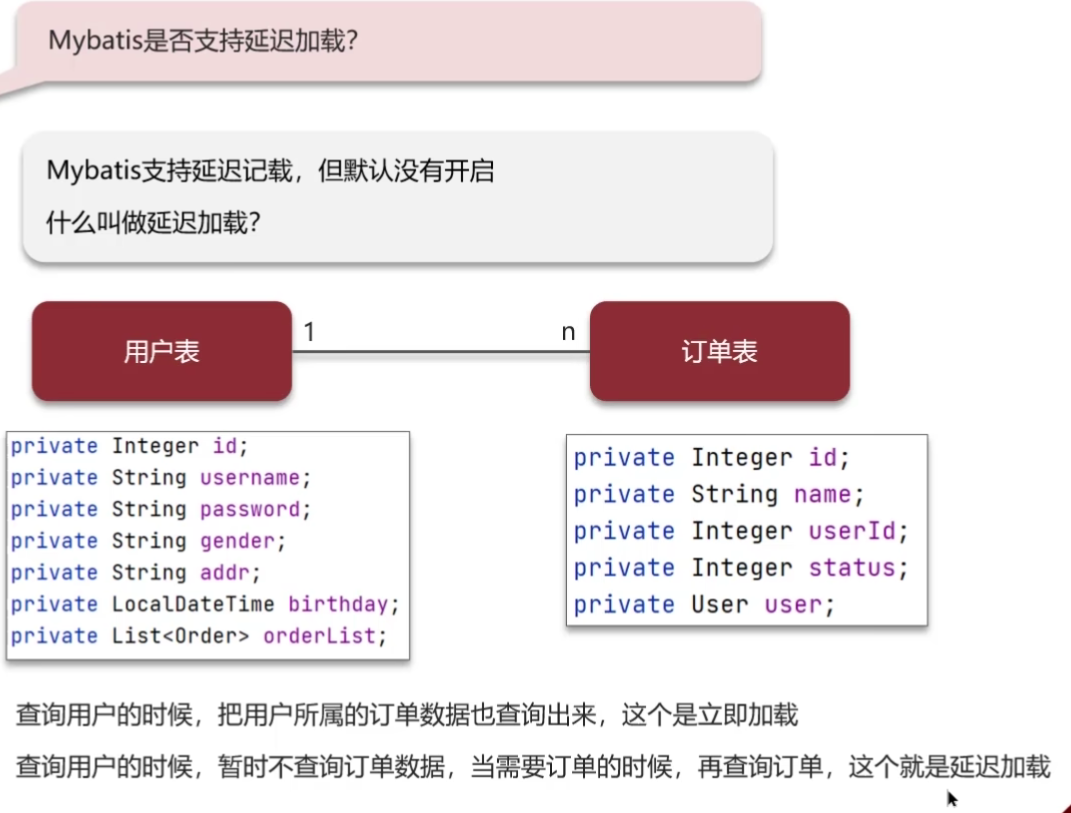 Mybatis是否支持延迟加载？
Mybatis支持延迟记载，但默认没有开启
什么叫做延迟加载？
用户表
1
n
订单表
private Integer id;
private String username;
private String password;
private String gender;
private String addr;
private LocalDateTime birthday;
private List<Order> orderList;
private Integer id;
private String name;
private Integer userId;
private Integer status;
private User user;
查询用户的时候，把用户所属的订单数据也查询出来，这个是立即加载
查询用户的时候，暂时不查询订单数据，当需要订单的时候，再查询订单，这个就是延迟加载